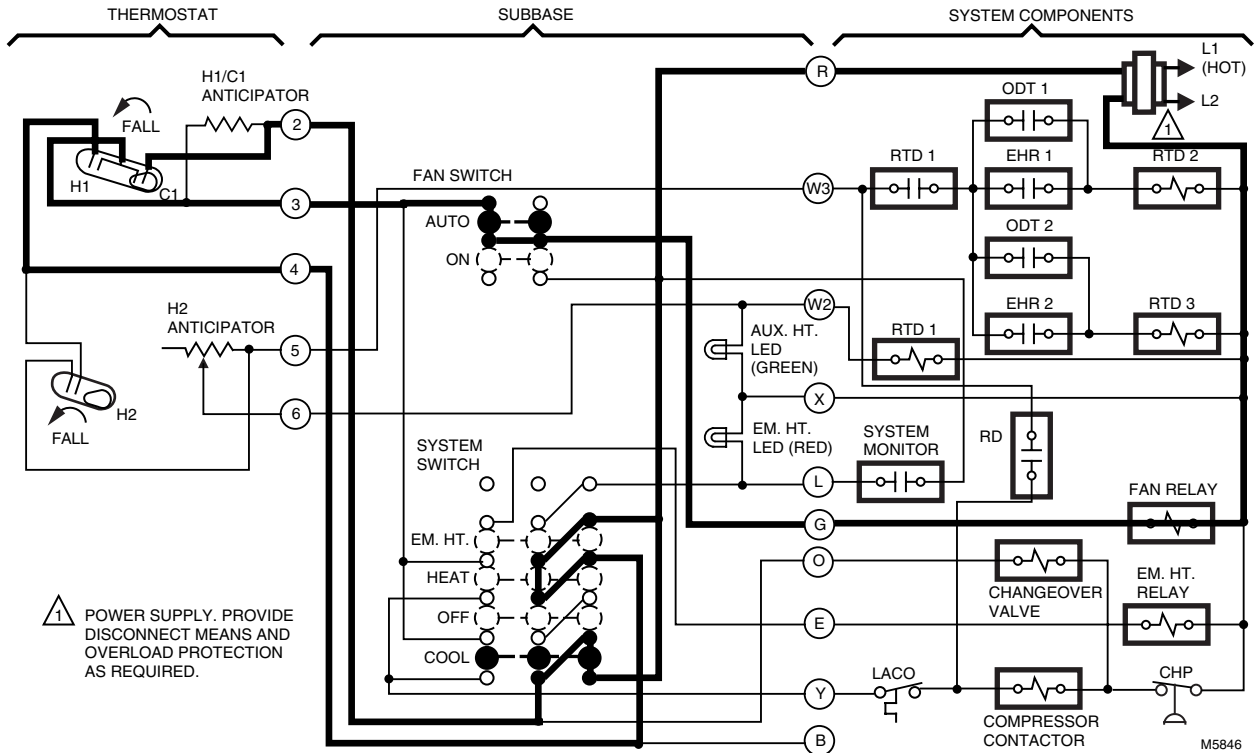 THERMOSTAT
SUBBASE
SYSTEM COMPONENTS
H1/C1
ANTICIPATOR
FALL
H1
C1
2
3
4
H2
ANTICIPATOR
5
6
H2
FALL
FAN SWITCH
AUTO
ON
SYSTEM
SWITCH
EM. HT.
HEAT
OFF
COOL
AUX. HT.
LED
(GREEN)
EM. HT.
LED (RED)
R
W3
W2
X
L
G
O
E
Y
B
L1
(HOT)
L2
1
ODT 1
RTD 1
EHR 1
RTD 2
ODT 2
EHR 2
RTD 3
RTD 1
RD
SYSTEM
MONITOR
FAN RELAY
CHANGEOVER
VALVE
EM. HT.
RELAY
LACO
COMPRESSOR
CONTACTOR
CHP
1 POWER SUPPLY. PROVIDE
DISCONNECT MEANS AND
OVERLOAD PROTECTION
AS REQUIRED.
M5846